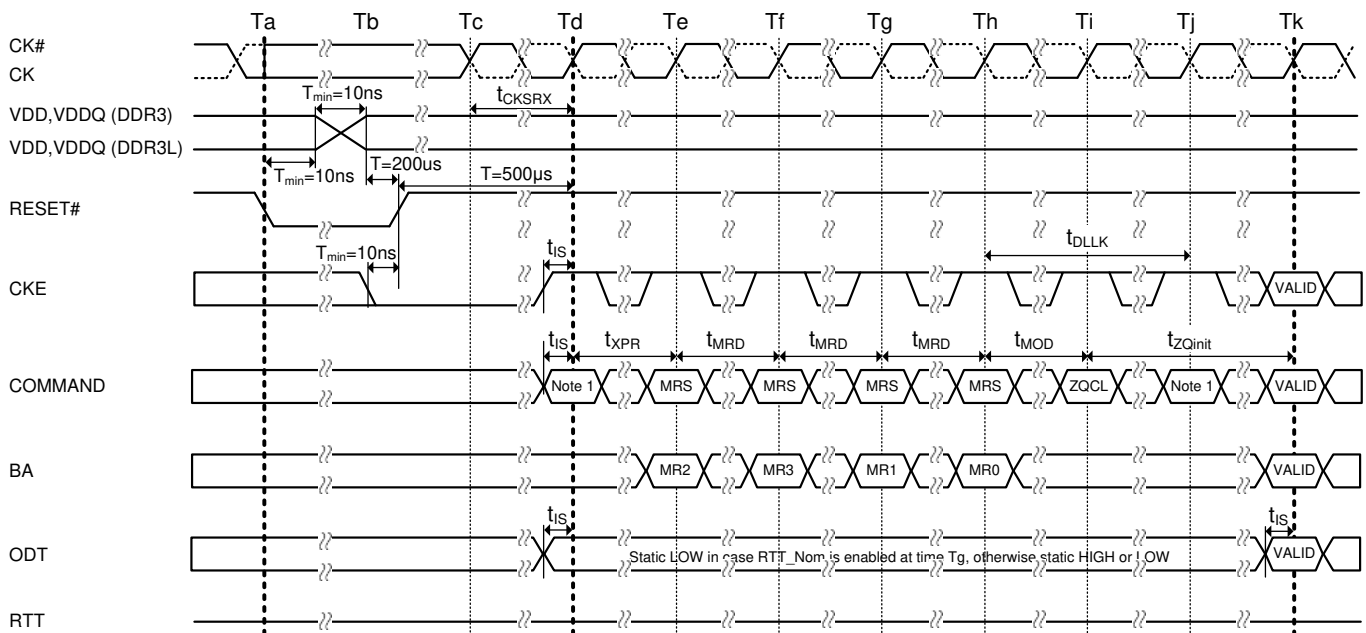 Ta Tb Tc Td Te Tf Tg Th Ti Tj Tk
CK#
CK
Tmin=10ns
tCKSRX
VDD,VDDQ (DDR3)
VDD,VDDQ (DDR3L)
Tmin=10ns
T=200us
T=500µs
RESET#
Tmin=10ns
tIS
tDLLK
CKE
VALID
tIS tXPR tMRD tMRD tMRD tMOD tZQinit
COMMAND Note 1 MRS MRS MRS MRS ZQCL Note 1 VALID
BA MR2 MR3 MR1 MR0 VALID
tIS tIS
ODT Static LOW in case RTT_Nom is enabled at time Tg, otherwise static HIGH or LOW VALID
RTT